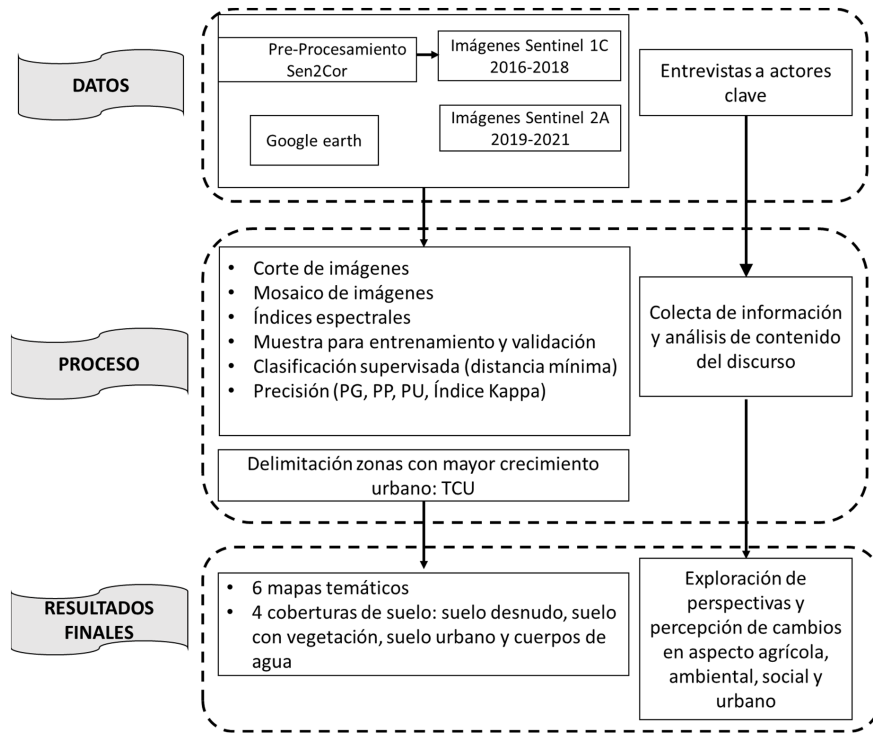 DATOS
Pre-Procesamiento
Sen2Cor
Imágenes Sentinel 1C
2016-2018
Google earth
Imágenes Sentinel 2A
2019-2021
Entrevistas a actores
clave
PROCESO
• Corte de imágenes
• Mosaico de imágenes
• Índices espectrales
• Muestra para entrenamiento y validación
• Clasificación supervisada (distancia mínima)
• Precisión (PG, PP, PU, Índice Kappa)
Delimitación zonas con mayor crecimiento
urbano: TCU
Colecta de información
y análisis de contenido
del discurso
RESULTADOS
FINALES
• 6 mapas temáticos
• 4 coberturas de suelo: suelo desnudo, suelo
con vegetación, suelo urbano y cuerpos de
agua
Exploración de
perspectivas y
percepción de cambios
en aspecto agrícola,
ambiental, social y
urbano